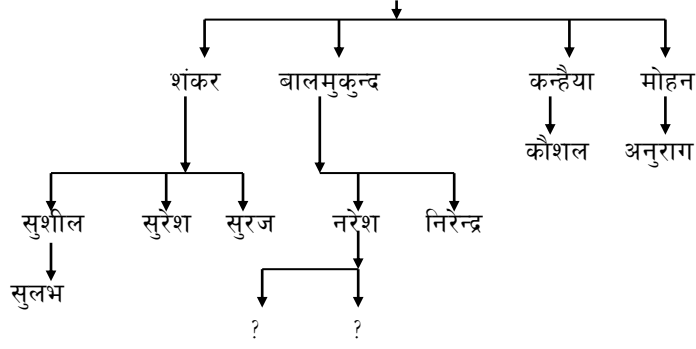 शंकर बालमुकुन्द कन्हैया मोहन
कौशल अनुराग
सुशील सुरेश सुरज नरेश निरेन्द्र
सुलभ
? ?